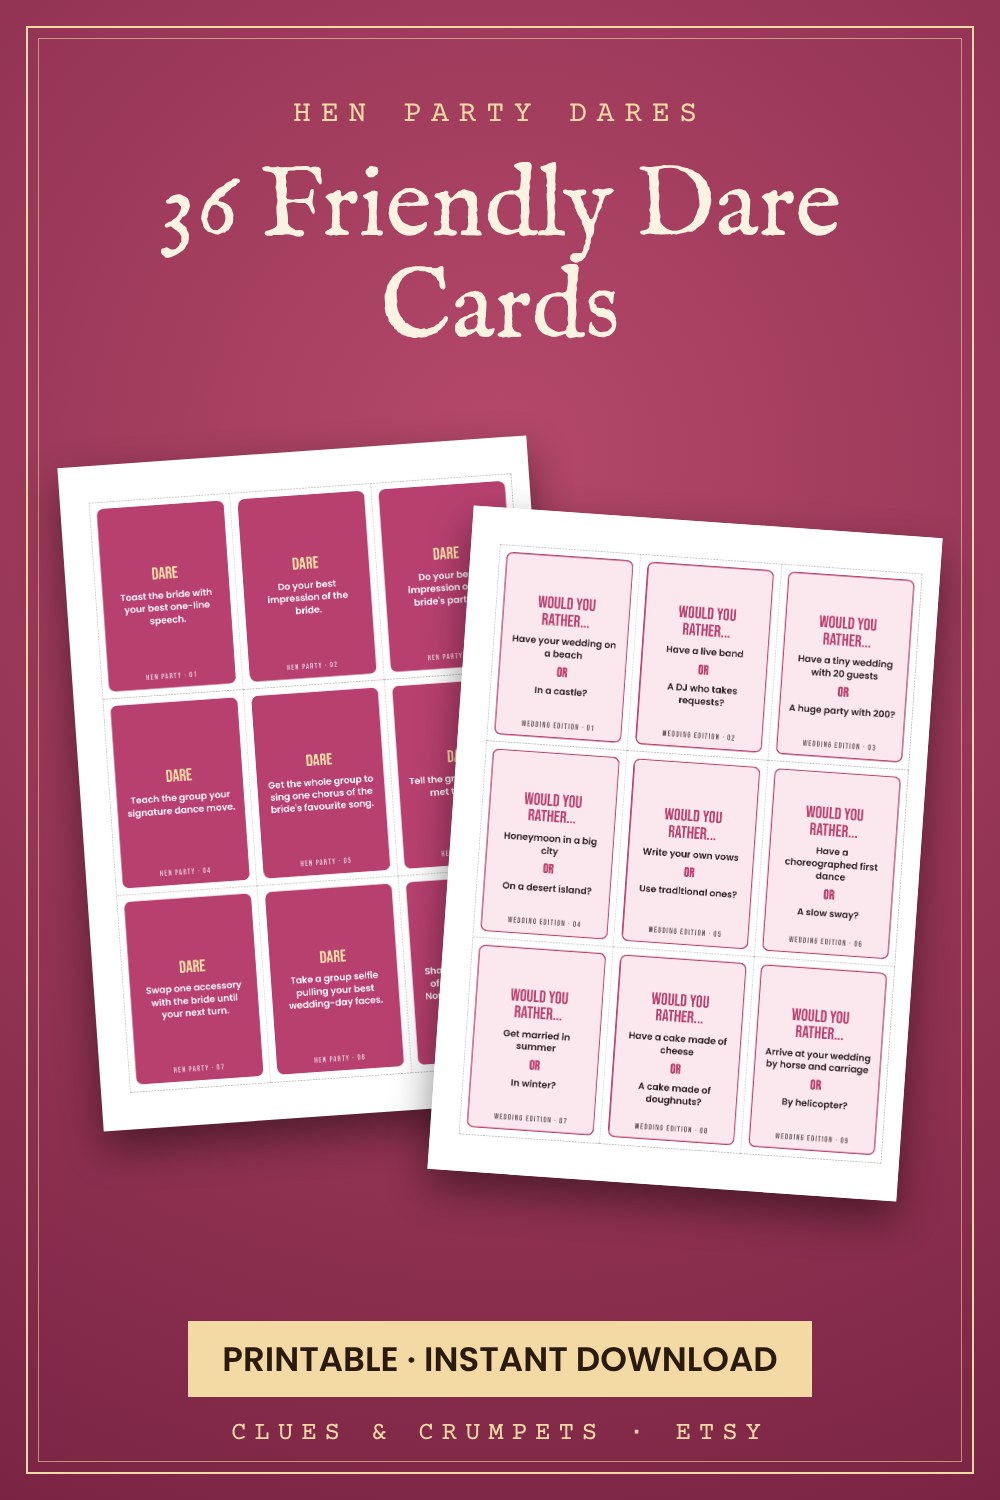 HEN PARTY DARES
36 Friendly Dare
Cards
DARE
Toast the bride with
your best one-line
speech.
HEN PARTY · 01
DARE
Do your best
impression of the
bride.
HEN PARTY · 02
DARE
Do your
impression
bride's
HEN PARTY
DARE
Teach the group your
signature dance move.
HEN PARTY · 04
DARE
Get the whole group to
sing one chorus of the
bride's favourite song.
HEN PARTY · 05
Tell the
met
DARE
Swap one accessory
with the bride until
your next turn.
HEN PARTY · 07
DARE
Take a group selfie
pulling your best
wedding-day faces.
HEN PARTY · 08
of
WOULD YOU
RATHER...
Have your wedding on
a beach
OR
In a castle?
WEDDING EDITION · 01
WOULD YOU
RATHER...
Have a live band
OR
A DJ who takes
requests?
WEDDING EDITION · 02
WOULD YOU
RATHER...
Have a tiny wedding
with 20 guests
OR
A huge party with 200?
WEDDING EDITION · 03
WOULD YOU
RATHER...
Honeymoon in a big
city
OR
On a desert island?
WEDDING EDITION · 04
WOULD YOU
RATHER...
Write your own vows
OR
Use traditional ones?
WEDDING EDITION · 05
WOULD YOU
RATHER...
Have a
choreographed first
dance
OR
A slow sway?
WEDDING EDITION · 06
WOULD YOU
RATHER...
Get married in
summer
OR
In winter?
WEDDING EDITION · 07
WOULD YOU
RATHER...
Have a cake made of
cheese
OR
A cake made of
doughnuts?
WEDDING EDITION · 08
WOULD YOU
RATHER...
Arrive at your wedding
by horse and carriage
OR
By helicopter?
WEDDING EDITION · 09
PRINTABLE · INSTANT DOWNLOAD
CLUES & CRUMPETS · ETSY